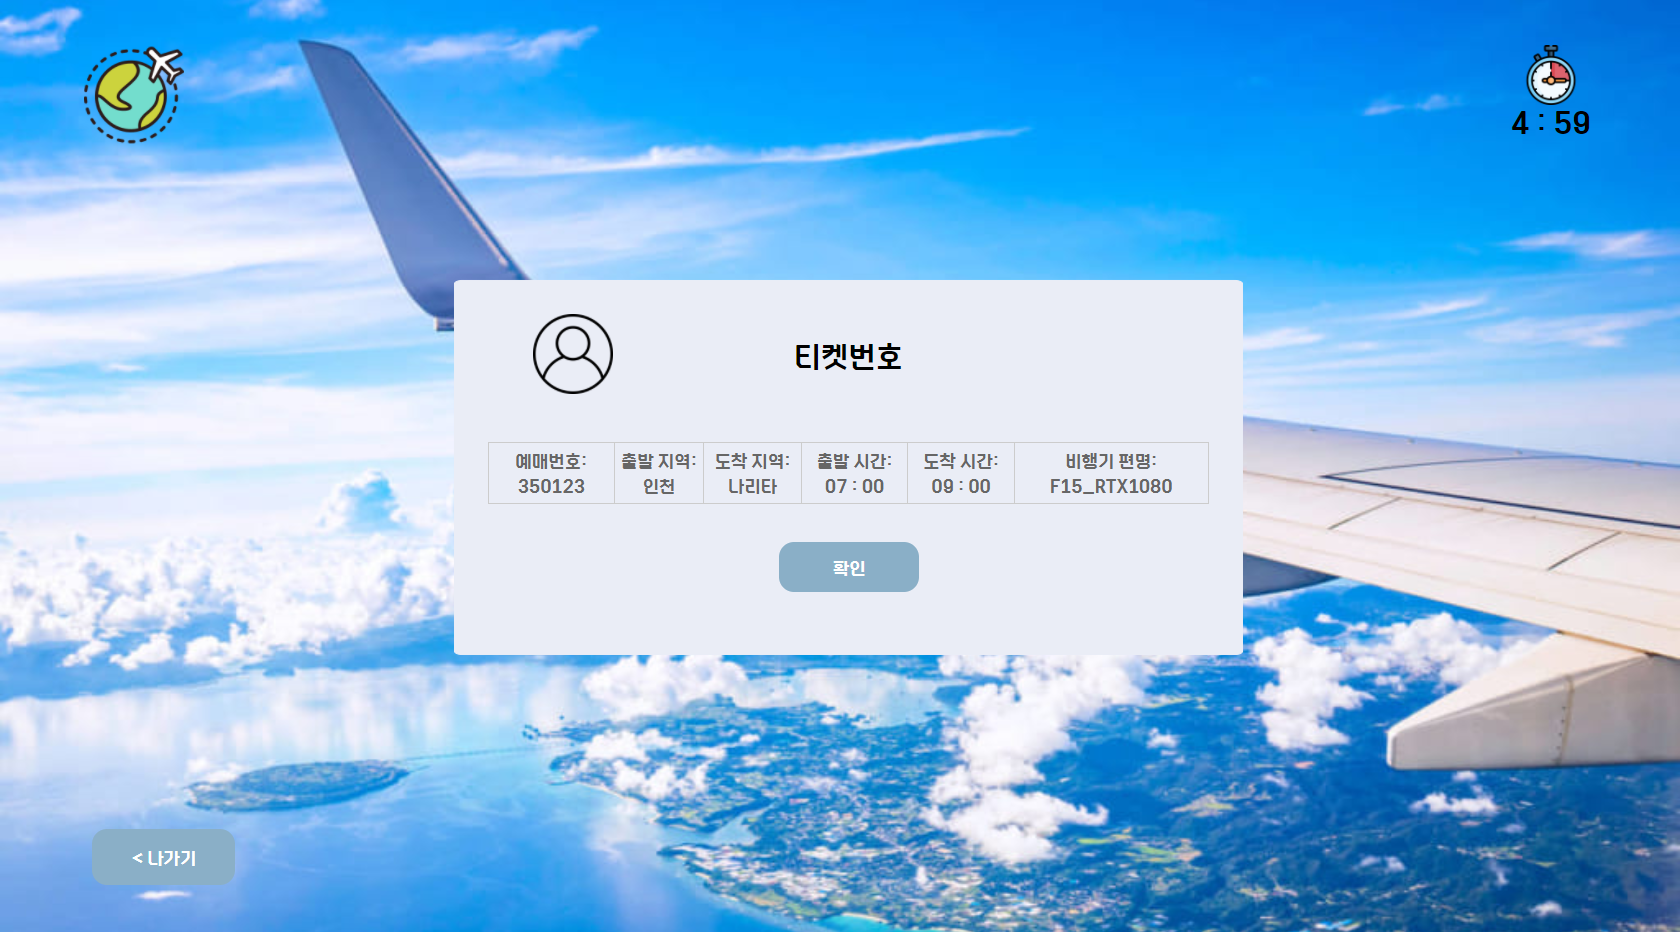 4 : 59
티켓번호
예매번호: 출발 지역: 도착 지역: 출발 시간: 도착 시간: 비행기 편명:
350123 인천 나리타 07 : 00 09 : 00 F15_RTX1080
확인
< 나가기